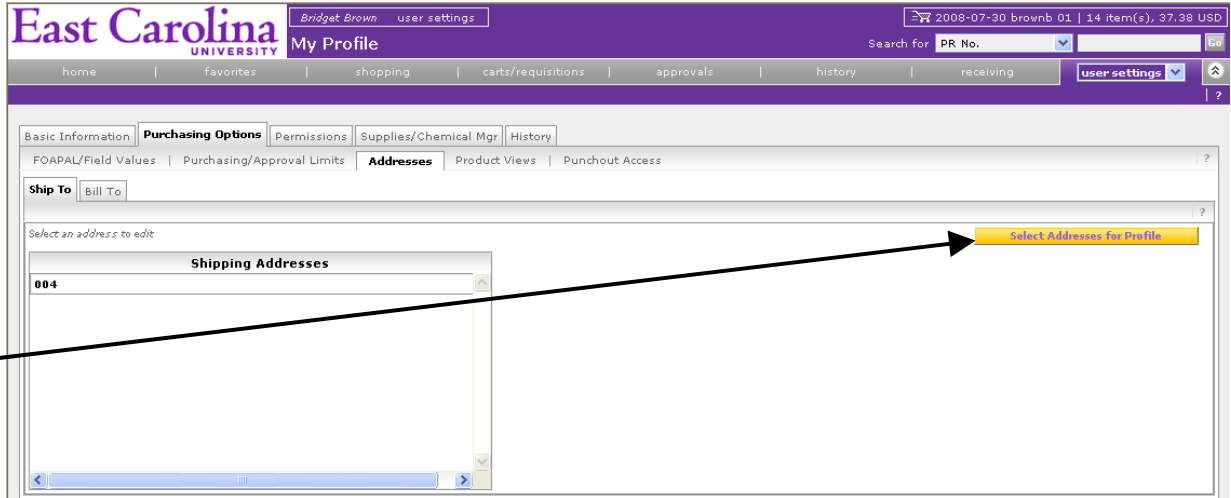 East Carolina
UNIVERSITY
Bridget Brown user settings
2008-07-30 brownb 01 | 14 item(s), 37.38 USD
My Profile
Search for PR No. Go
home | favorites | shopping | carts/requisitions | approvals | history | receiving user settings
?
Basic Information Purchasing Options Permissions Supplies/Chemical Mgr History
FOAPAL/Field Values | Purchasing/Approval Limits Addresses Product Views | Punchout Access ?
Ship To Bill To
?
Select an address to edit
Select Addresses for Profile
Shipping Addresses
004